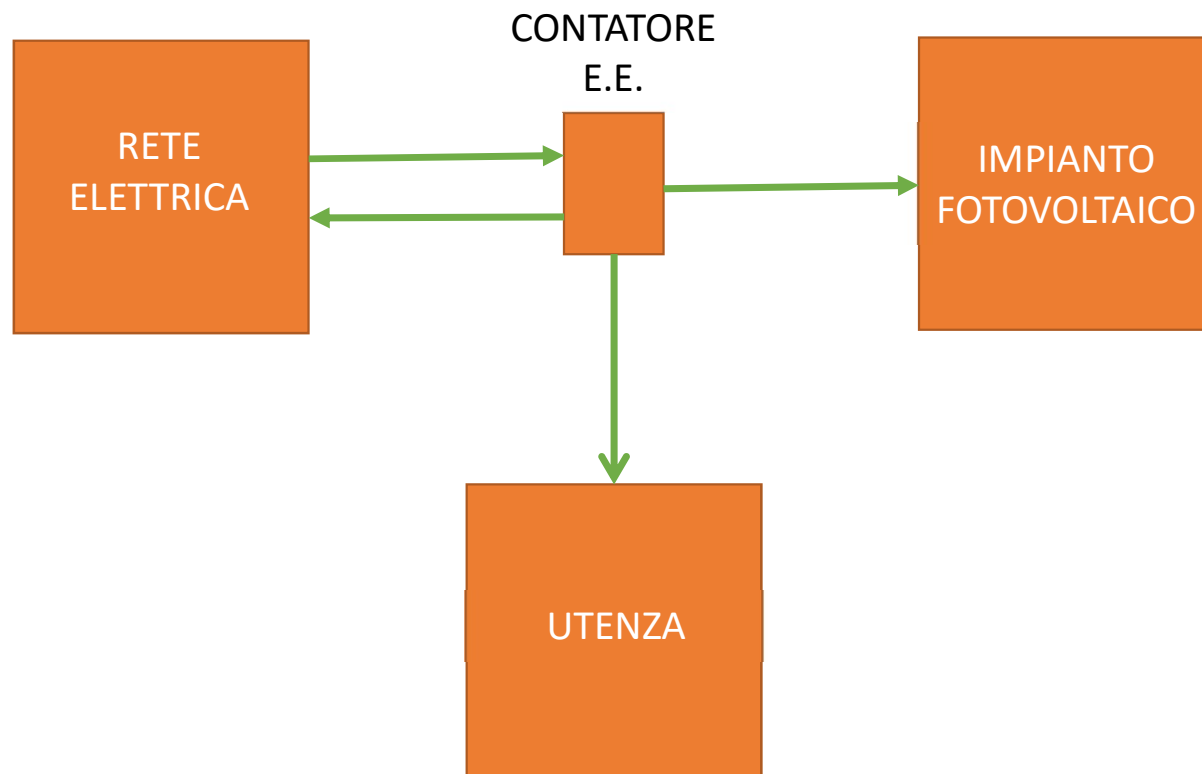 CONTATORE
E.E.
RETE
ELETTRICA
IMPIANTO
FOTOVOLTAICO
UTENZA